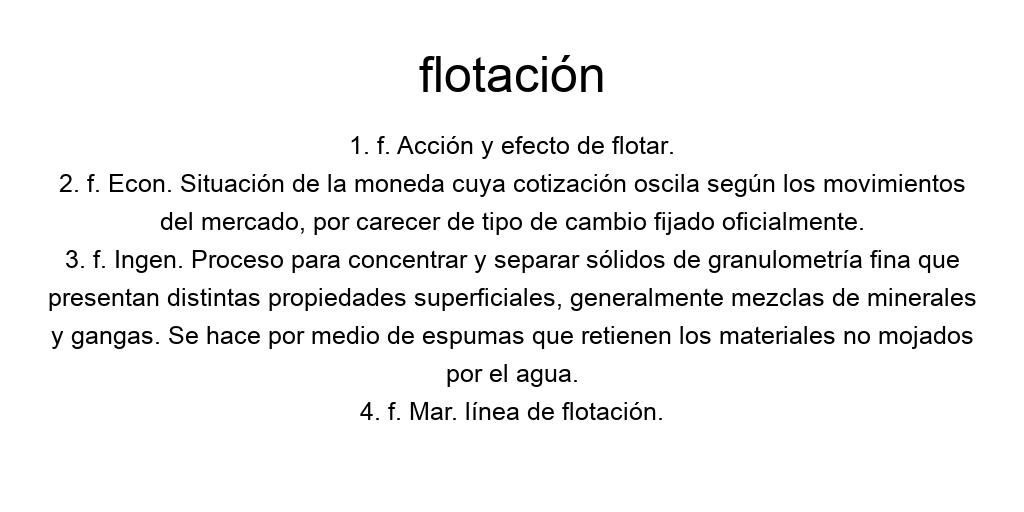 flotación
1. f. Acción y efecto de flotar.
2. f. Econ. Situación de la moneda cuya cotización oscila según los movimientos
del mercado, por carecer de tipo de cambio fijado oficialmente.
3. f. Ingen. Proceso para concentrar y separar sólidos de granulometría fina que
presentan distintas propiedades superficiales, generalmente mezclas de minerales
y gangas. Se hace por medio de espumas que retienen los materiales no mojados
por el agua.
4. f. Mar. línea de flotación.